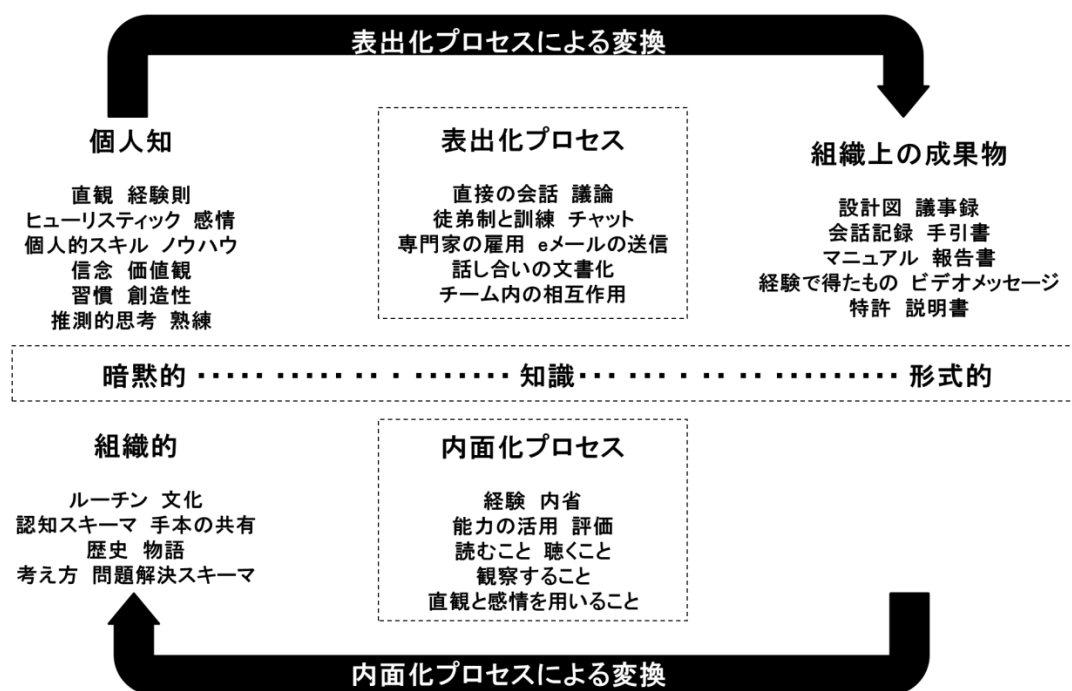 表出化プロセスによる変換
個人知
直観 経験則
ヒューリスティック 感情
個人的スキル ノウハウ
信念 価値観
習慣 創造性
推測的思考 熟練
表出化プロセス
直接の会話 議論
徒弟制と訓練 チャット
専門家の雇用 eメールの送信
話し合いの文書化
チーム内の相互作用
組織上の成果物
設計図 議事録
会話記録 手引書
マニュアル 報告書
経験で得たもの ビデオメッセージ
特許 説明書
暗黙的 ‥‥‥ ‥‥‥ ‥ ・ ‥‥‥‥ 知識‥‥ ‥‥ ・ ‥ ‥ ‥‥‥‥‥ 形式的
組織的
ルーチン 文化
認知スキーマ 手本の共有
歴史 物語
考え方 問題解決スキーマ
内面化プロセス
経験 内省
能力の活用 評価
読むこと 聴くこと
観察すること
直観と感情を用いること
内面化プロセスによる変換